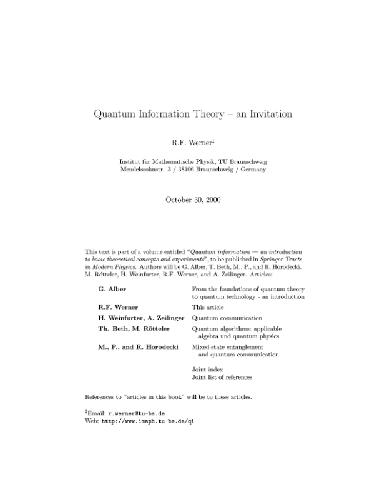 Quantum Information Theory – an Invitation
R.F. Werner¹
Institut für Mathematische Physik, TU Braunschweig
Mendelssohnstr. 3 / 38106 Braunschweig / Germany
October 30, 2000
This text is part of a volume entitled "Quantum information — an introduction
to basic theoretical concepts and experiments", to be published in Springer Tracts
in Modern Physics. Authors will be G. Alber, T. Beth, M., P., and R. Horodecki,
M. Rötteler, H. Weinfurter, R.F. Werner, and A. Zeilinger. Articles:
G. Alber From the foundations of quantum theory
to quantum technology - an introduction
R.F. Werner This article
H. Weinfurter, A. Zeilinger Quantum communication
Th. Beth, M. Rötteler Quantum algorithms: applicable
algebra und quantum physics
M., P., and R. Horodecki Mixed-state entanglement
and quantum communication
Joint index
Joint list of references
References to "articles in this book" will be to these articles.
Email: r.werner@tu-bs.de
Web: http://www.imaph.tu-bs.de/qi